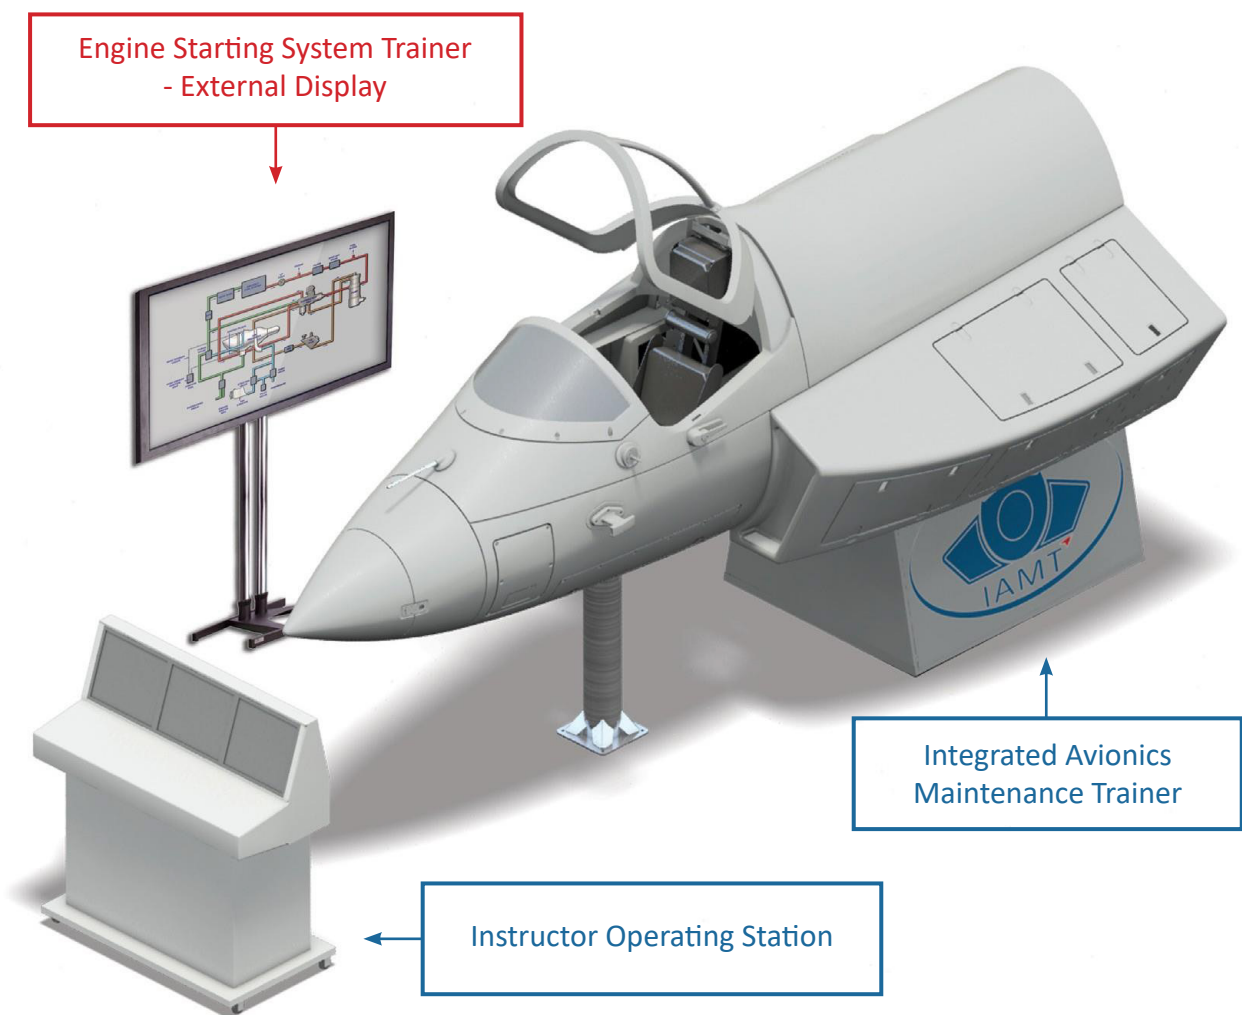 Engine Starting System Trainer
- External Display
IAMT
Integrated Avionics
Maintenance Trainer
Instructor Operating Station